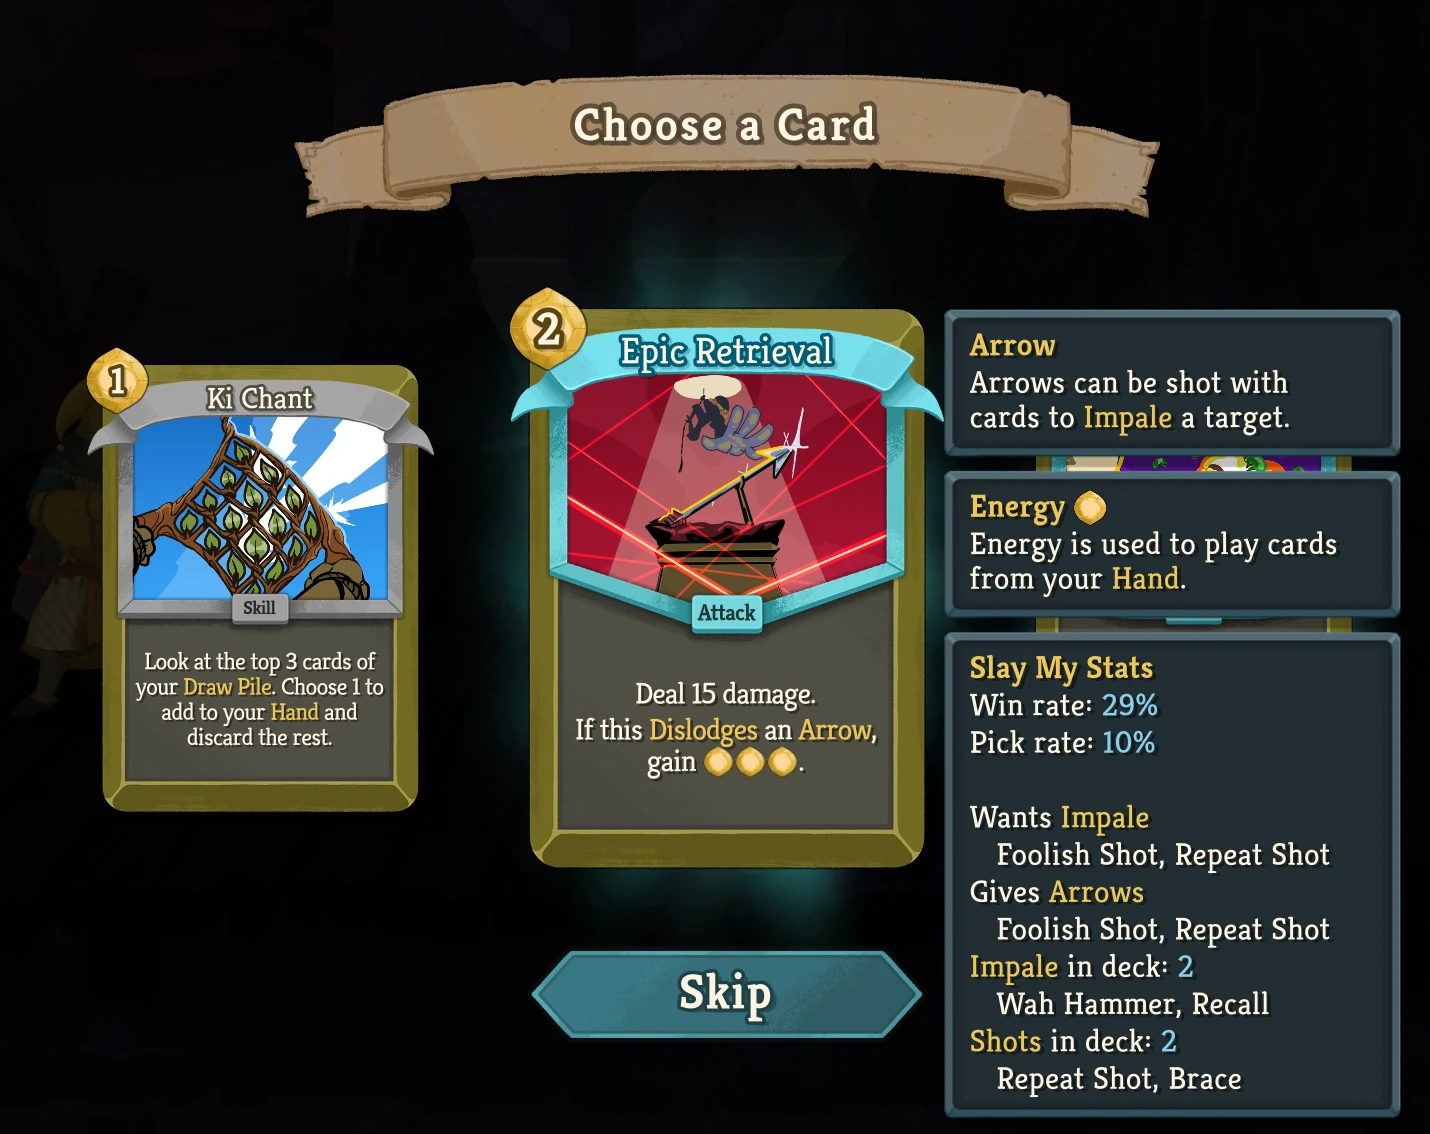 Choose a Card
1
Ki Chant
Skill
Look at the top 3 cards of
your Draw Pile. Choose 1 to
add to your Hand and
discard the rest.
2
Epic Retrieval
Attack
Deal 15 damage.
If this Dislodges an Arrow,
gain
.
Arrow
Arrows can be shot with
cards to Impale a target.
Energy
Energy is used to play cards
from your Hand.
Slay My Stats
Win rate: 29%
Pick rate: 10%
Wants Impale
Foolish Shot, Repeat Shot
Gives Arrows
Foolish Shot, Repeat Shot
Impale in deck: 2
Wah Hammer, Recall
Shots in deck: 2
Repeat Shot, Brace
Skip